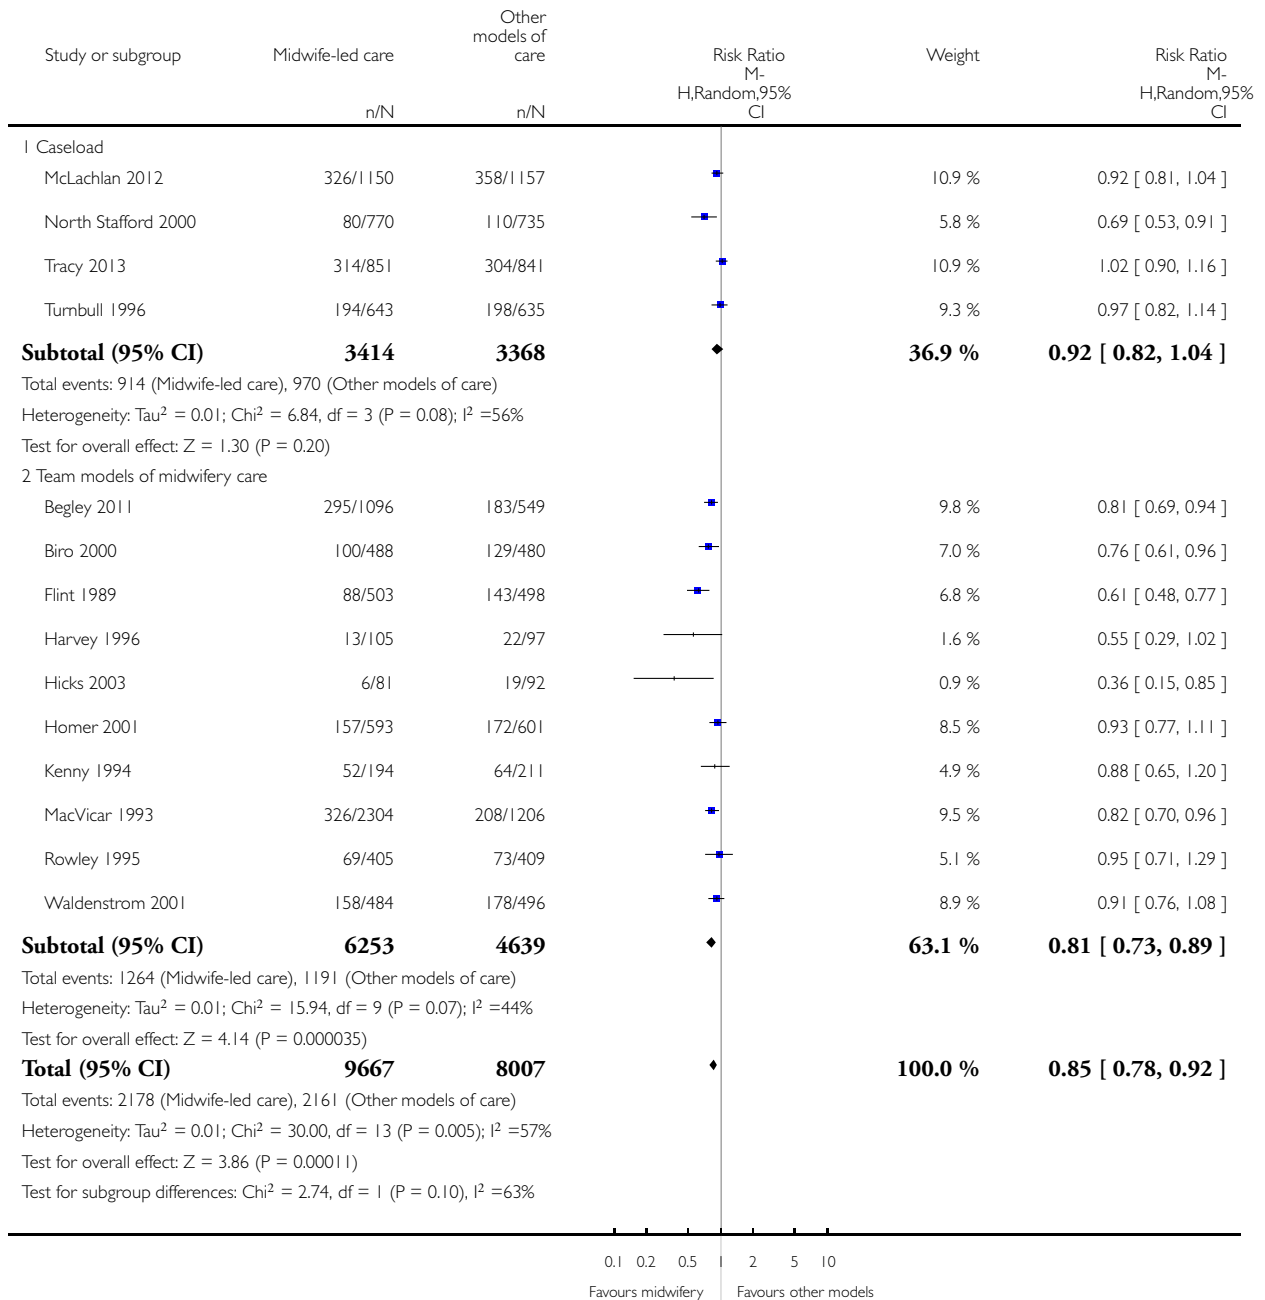 Other
models of
Study or subgroup Midwife-led care care Risk Ratio Weight Risk Ratio
M- M-
H,Random,95% H,Random,95%
n/N n/N CI CI
1 Caseload
McLachlan 2012 326/1150 358/1157 10.9 % 0.92 [ 0.81, 1.04 ]
North Stafford 2000 80/770 110/735 5.8 % 0.69 [ 0.53, 0.91 ]
Tracy 2013 314/851 304/841 10.9 % 1.02 [ 0.90, 1.16 ]
Turnbull 1996 194/643 198/635 9.3 % 0.97 [ 0.82, 1.14 ]
Subtotal (95% CI) 3414 3368 36.9 % 0.92 [ 0.82, 1.04 ]
Total events: 914 (Midwife-led care), 970 (Other models of care)
Heterogeneity: Tau² = 0.01; Chi² = 6.84, df = 3 (P = 0.08); I² =56%
Test for overall effect: Z = 1.30 (P = 0.20)
2 Team models of midwifery care
Begley 2011 295/1096 183/549 9.8 % 0.81 [ 0.69, 0.94 ]
Biro 2000 100/488 129/480 7.0 % 0.76 [ 0.61, 0.96 ]
Flint 1989 88/503 143/498 6.8 % 0.61 [ 0.48, 0.77 ]
Harvey 1996 13/105 22/97 1.6 % 0.55 [ 0.29, 1.02 ]
Hicks 2003 6/81 19/92 0.9 % 0.36 [ 0.15, 0.85 ]
Homer 2001 157/593 172/601 8.5 % 0.93 [ 0.77, 1.11 ]
Kenny 1994 52/194 64/211 4.9 % 0.88 [ 0.65, 1.20 ]
MacVicar 1993 326/2304 208/1206 9.5 % 0.82 [ 0.70, 0.96 ]
Rowley 1995 69/405 73/409 5.1 % 0.95 [ 0.71, 1.29 ]
Waldenstrom 2001 158/484 178/496 8.9 % 0.91 [ 0.76, 1.08 ]
Subtotal (95% CI) 6253 4639 63.1 % 0.81 [ 0.73, 0.89 ]
Total events: 1264 (Midwife-led care), 1191 (Other models of care)
Heterogeneity: Tau² = 0.01; Chi² = 15.94, df = 9 (P = 0.07); I² =44%
Test for overall effect: Z = 4.14 (P = 0.000035)
Total (95% CI) 9667 8007 100.0 % 0.85 [ 0.78, 0.92 ]
Total events: 2178 (Midwife-led care), 2161 (Other models of care)
Heterogeneity: Tau² = 0.01; Chi² = 30.00, df = 13 (P = 0.005); I² =57%
Test for overall effect: Z = 3.86 (P = 0.00011)
Test for subgroup differences: Chi² = 2.74, df = 1 (P = 0.10), I² =63%
0.1 0.2 0.5 1 2 5 10
Favours midwifery Favours other models